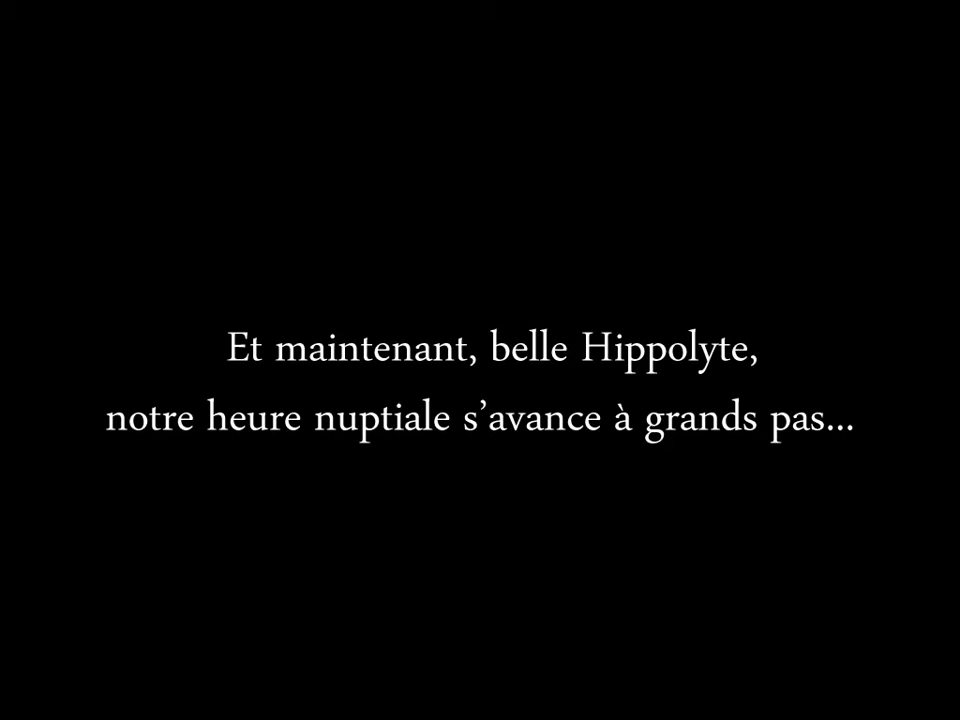 Et maintenant, belle Hippolyte,
notre heure nuptiale s’avance à grands pas...